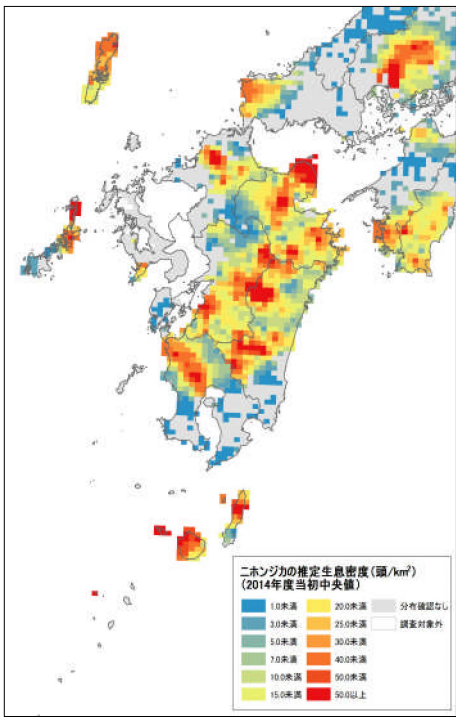 ニホンジカの推定生息密度(頭/km²)
(2014年度当初中央値)
1.0未満 20.0未満 分布確認なし
3.0未満 25.0未満 調査対象外
5.0未満 30.0未満
7.0未満 40.0未満
10.0未満 50.0未満
15.0未満 50.0以上